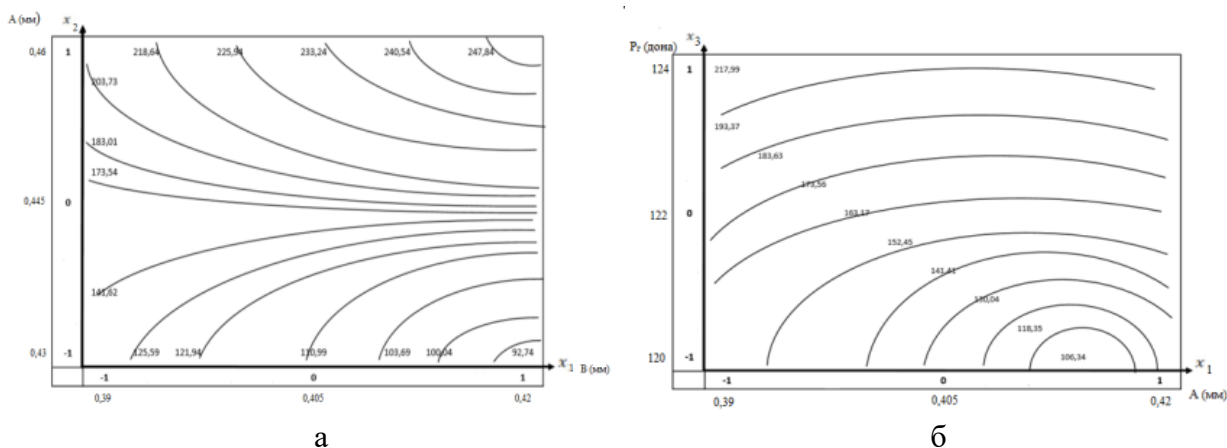 А (мм) x₂
0,46 1 218,64 225,94 233,24 240,54 247,84
203,73
183,01
173,54
0,445 0
141,62
0,43 -1 125,59 121,94 110,99 103,69 100,04 92,74
x₁ В (мм)
-1 0 1
0,39 0,405 0,42
а
Рг (дона) x₃
124 1 217,99
193,37
183,63
173,56
122 0 163,17
152,45
141,41
130,04
118,35
120 -1 106,34
x₁
-1 0 1
А (мм)
0,39 0,405 0,42
б